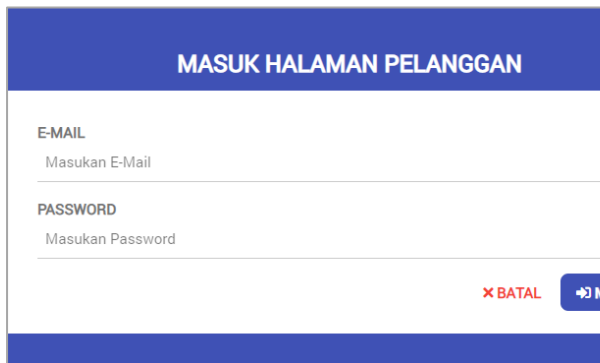 MASUK HALAMAN PELANGGAN
E-MAIL
Masukan E-Mail
PASSWORD
Masukan Password
BATAL